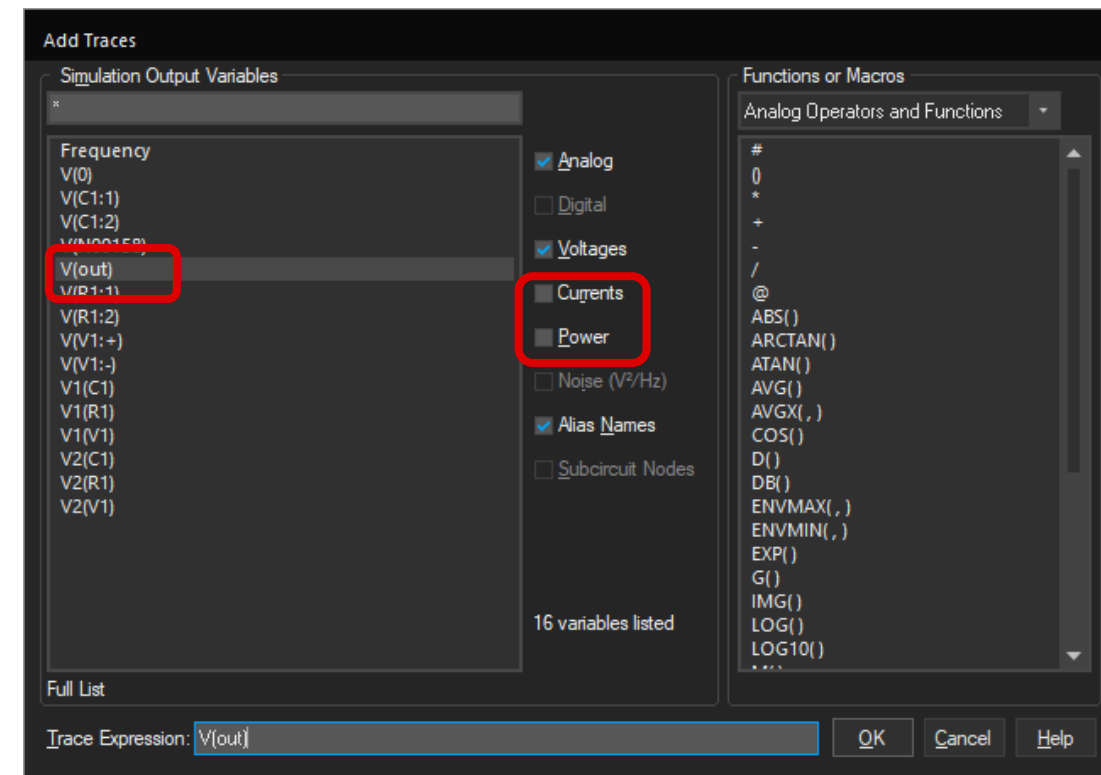 Add Traces
Simulation Output Variables
*
Frequency
V(0)
V(C1:1)
V(C1:2)
V(N00158)
V(out)
V(R1:1)
V(R1:2)
V(V1:+)
V(V1:-)
V1(C1)
V1(R1)
V1(V1)
V2(C1)
V2(R1)
V2(V1)
Analog
Digital
Voltages
Currents
Power
Noise (V²/Hz)
Alias Names
Subcircuit Nodes
16 variables listed
Full List
Functions or Macros
Analog Operators and Functions
#
()
*
+
-
/
@
ABS()
ARCTAN()
ATAN()
AVG()
AVGX(,)
COS()
D()
DB()
ENVMAX(,)
ENVMIN(,)
EXP()
G()
IMG()
LOG()
LOG10()
Trace Expression: V(out)
OK Cancel Help